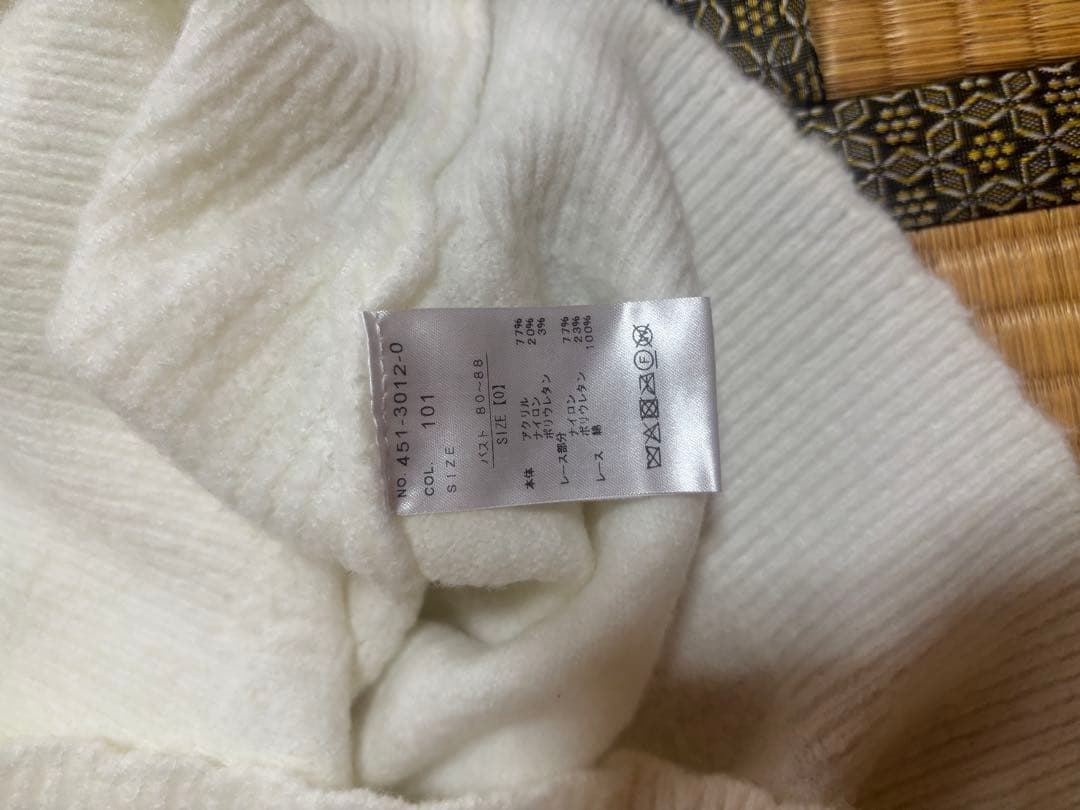 NO. 451-3012-0
COL. 101
SIZE
バスト 80~88
SIZE【0】
本体 アクリル 77%
ナイロン 20%
ポリウレタン 3%
レース部分
ナイロン 77%
ポリウレタン 23%
レース 綿 100%
F